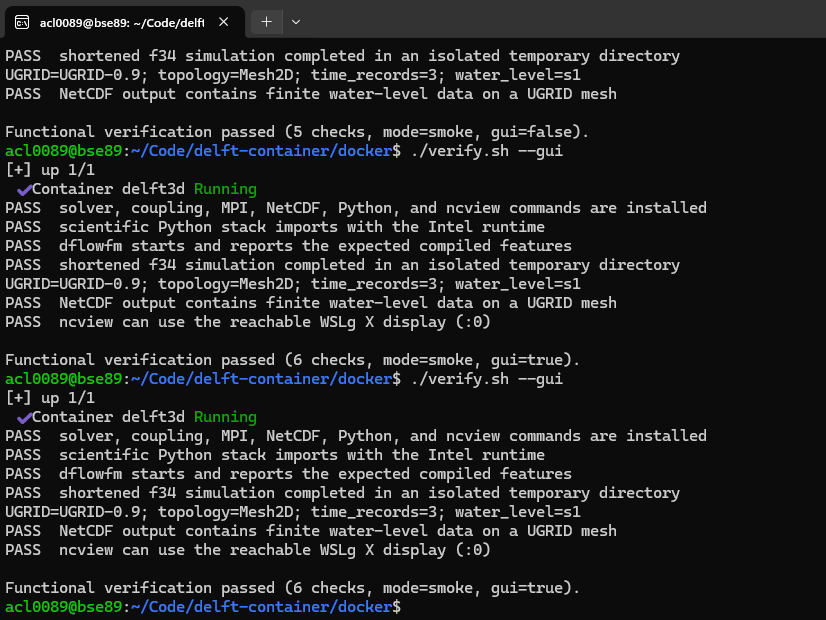 acl0089@bse89: ~/Code/delft
PASS  shortened f34 simulation completed in an isolated temporary directory
UGRID=UGRID-0.9; topology=Mesh2D; time_records=3; water_level=s1
PASS  NetCDF output contains finite water-level data on a UGRID mesh
Functional verification passed (5 checks, mode=smoke, gui=false).
acl0089@bse89:~/Code/delft-container/docker$ ./verify.sh --gui
[+] up 1/1
✔Container delft3d Running
PASS  solver, coupling, MPI, NetCDF, Python, and ncview commands are installed
PASS  scientific Python stack imports with the Intel runtime
PASS  dflowfm starts and reports the expected compiled features
PASS  shortened f34 simulation completed in an isolated temporary directory
UGRID=UGRID-0.9; topology=Mesh2D; time_records=3; water_level=s1
PASS  NetCDF output contains finite water-level data on a UGRID mesh
PASS  ncview can use the reachable WSLg X display (:0)
Functional verification passed (6 checks, mode=smoke, gui=true).
acl0089@bse89:~/Code/delft-container/docker$ ./verify.sh --gui
[+] up 1/1
✔Container delft3d Running
PASS  solver, coupling, MPI, NetCDF, Python, and ncview commands are installed
PASS  scientific Python stack imports with the Intel runtime
PASS  dflowfm starts and reports the expected compiled features
PASS  shortened f34 simulation completed in an isolated temporary directory
UGRID=UGRID-0.9; topology=Mesh2D; time_records=3; water_level=s1
PASS  NetCDF output contains finite water-level data on a UGRID mesh
PASS  ncview can use the reachable WSLg X display (:0)
Functional verification passed (6 checks, mode=smoke, gui=true).
acl0089@bse89:~/Code/delft-container/docker$